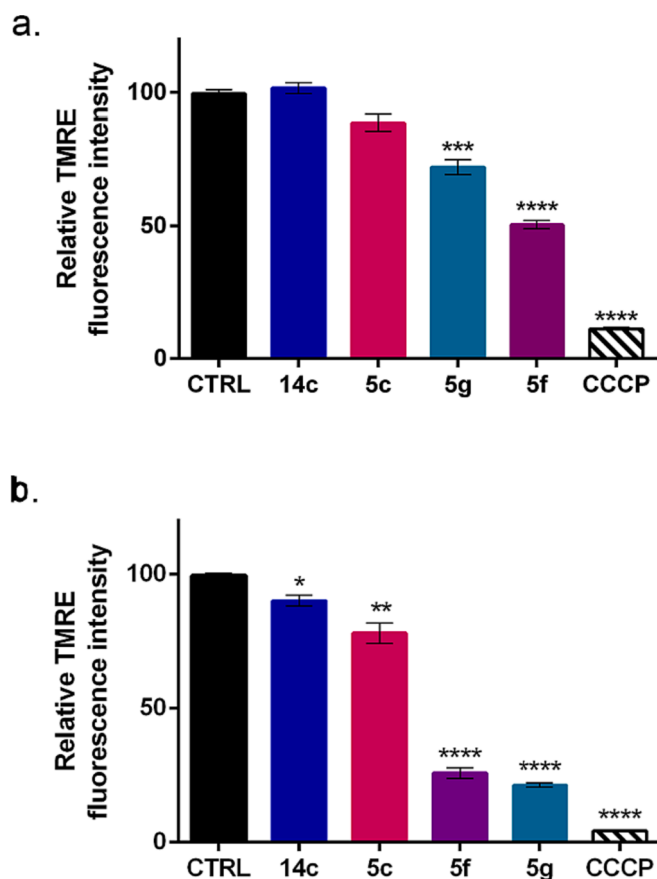 a.
Relative TMRE
fluorescence intensity
100
50
0
***
****
****
CTRL 14c 5c 5g 5f CCCP
b.
Relative TMRE
fluorescence intensity
100
50
0
*
**
****
****
****
CTRL 14c 5c 5f 5g CCCP